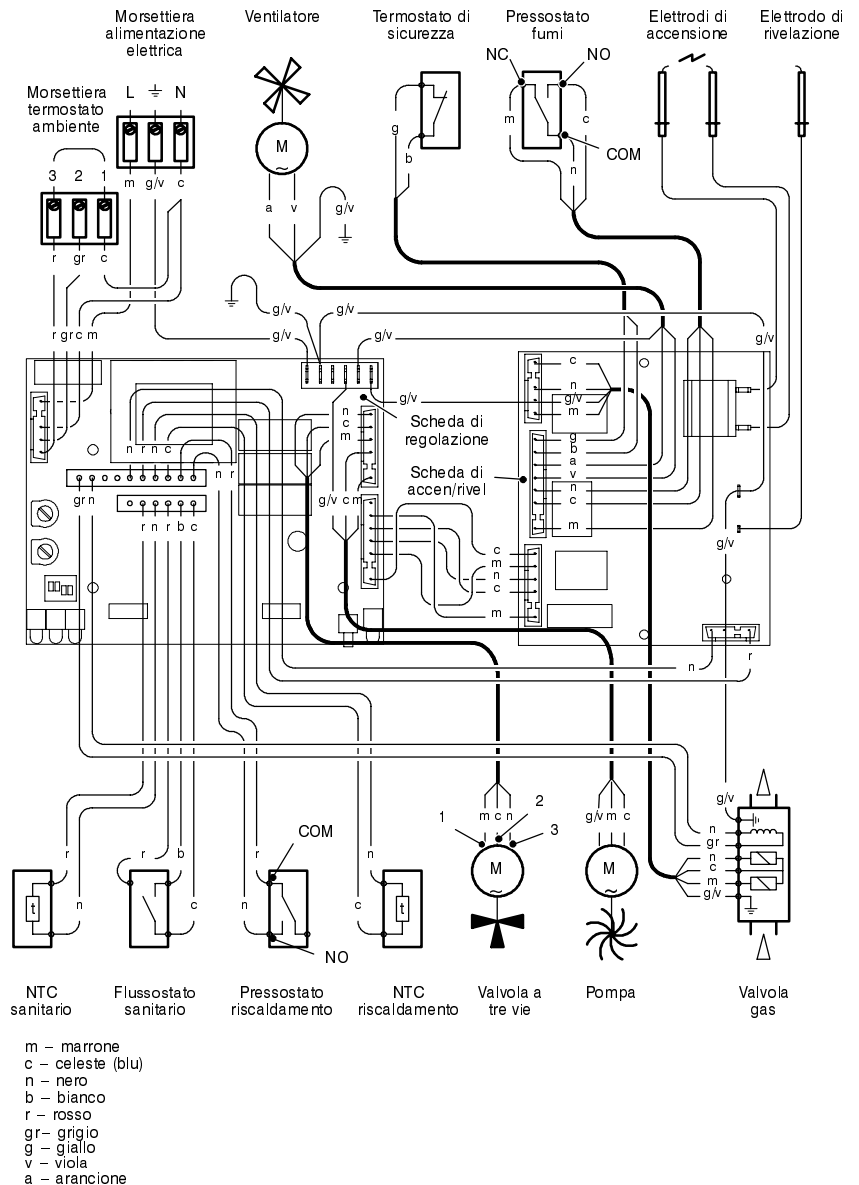 Morsettiera
alimentazione
elettrica
Ventilatore
Termostato di
sicurezza
Pressostato
fumi
Elettrodi di
accensione
Elettrodo di
rivelazione
Morsettiera
termostato
ambiente
L N
NC NO
COM
3 2 1
M
~
m g/v c
g
b
m c
n
a v g/v
r gr c
g/v g/v
r gr c m
g/v g/v g/v
g/v
Scheda di
regolazione
Scheda di
accen/rivel
c
n
g/v
m
n
c
m
g
b
a
v
n
c
m
n r n c
n r
gr n
g/v c m
r n r b c
g/v
c
m
n
c
m
n r
1 2 3
m c n
g/v m c
g/v
n
gr
n
c
m
g/v
COM
NO
r n
r b
c
r n
n c
t
t
M
~
M
~
NTC
sanitario
Flussostato
sanitario
Pressostato
riscaldamento
NTC
riscaldamento
Valvola a
tre vie
Pompa
Valvola
gas
m – marrone
c – celeste (blu)
n – nero
b – bianco
r – rosso
gr– grigio
g – giallo
v – viola
a – arancione